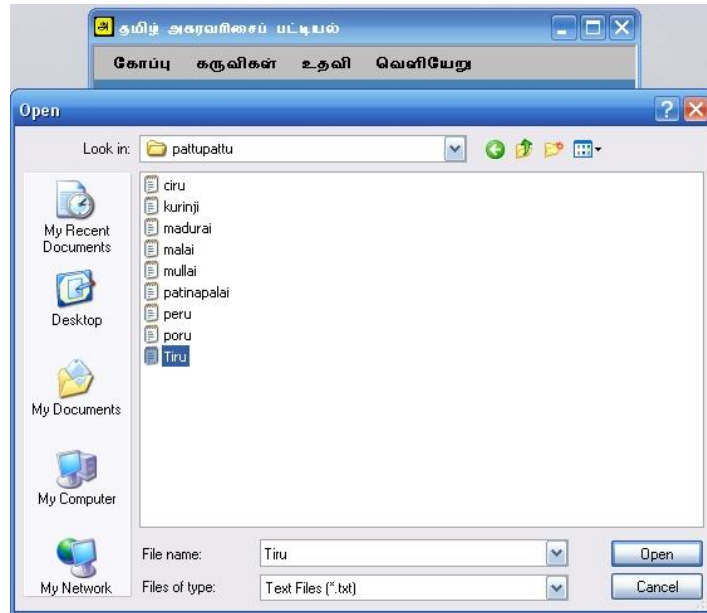 அ தமிழ் அகரவரிசைப் பட்டியல்
கோப்பு கருவிகள் உதவி வெளியேறு
Open
Look in: pattupattu
ciru
kurinji
madurai
malai
mullai
patinapalai
peru
poru
Tiru
My Recent
Documents
Desktop
My Documents
My Computer
My Network
File name: Tiru Open
Files of type: Text Files (*.txt) Cancel